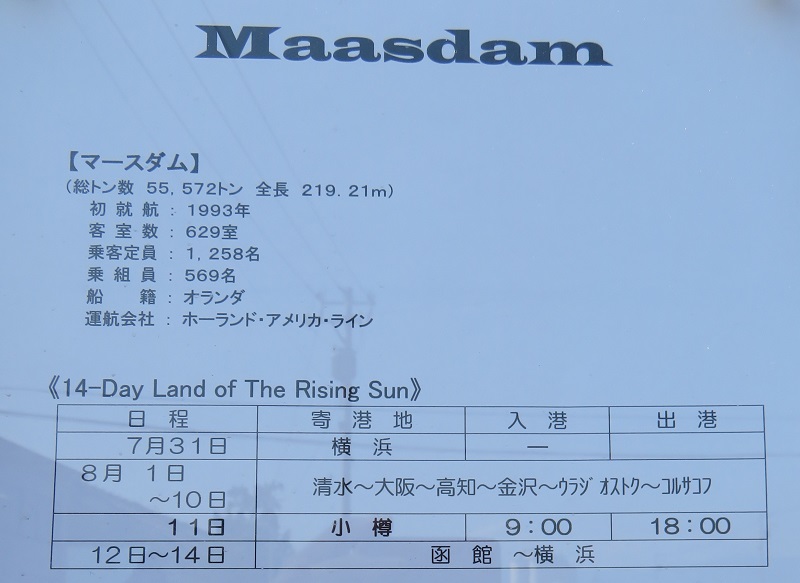 Maasdam
【マースダム】
(総トン数 55,572トン 全長 219.21m)
初就航 : 1993年
客室数 : 629室
乗客定員 : 1,258名
乗組員 : 569名
船籍 : オランダ
運航会社 : ホーランド・アメリカ・ライン
《14-Day Land of The Rising Sun》
日程 寄港地 入港 出港
7月31日 横浜 ―
8月 1日
～10日 清水～大阪～高知～金沢～ｳﾗｼﾞｵｽﾄｸ～ｺﾙｻｺﾌ
11日 小樽 9:00 18:00
12日～14日 函館 ～横浜